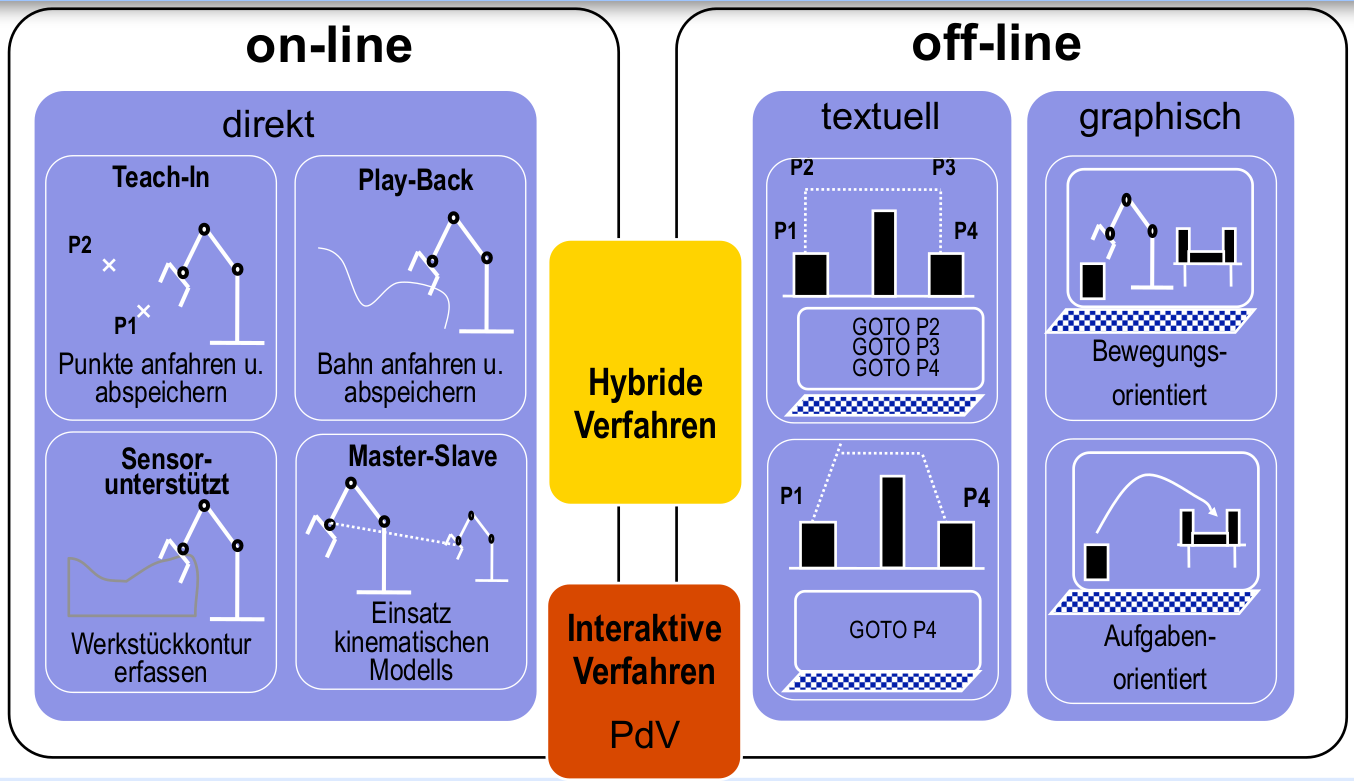 on-line
direkt
Teach-In
P2
P1
Punkte anfahren u.
abspeichern
Play-Back
Bahn anfahren u.
abspeichern
Sensor-
unterstützt
Werkstückkontur
erfassen
Master-Slave
Einsatz
kinematischen
Modells
Hybride
Verfahren
Interaktive
Verfahren
PdV
off-line
textuell
P2
P3
P1
P4
GOTO P2
GOTO P3
GOTO P4
P1
P4
GOTO P4
graphisch
Bewegungs-
orientiert
Aufgaben-
orientiert